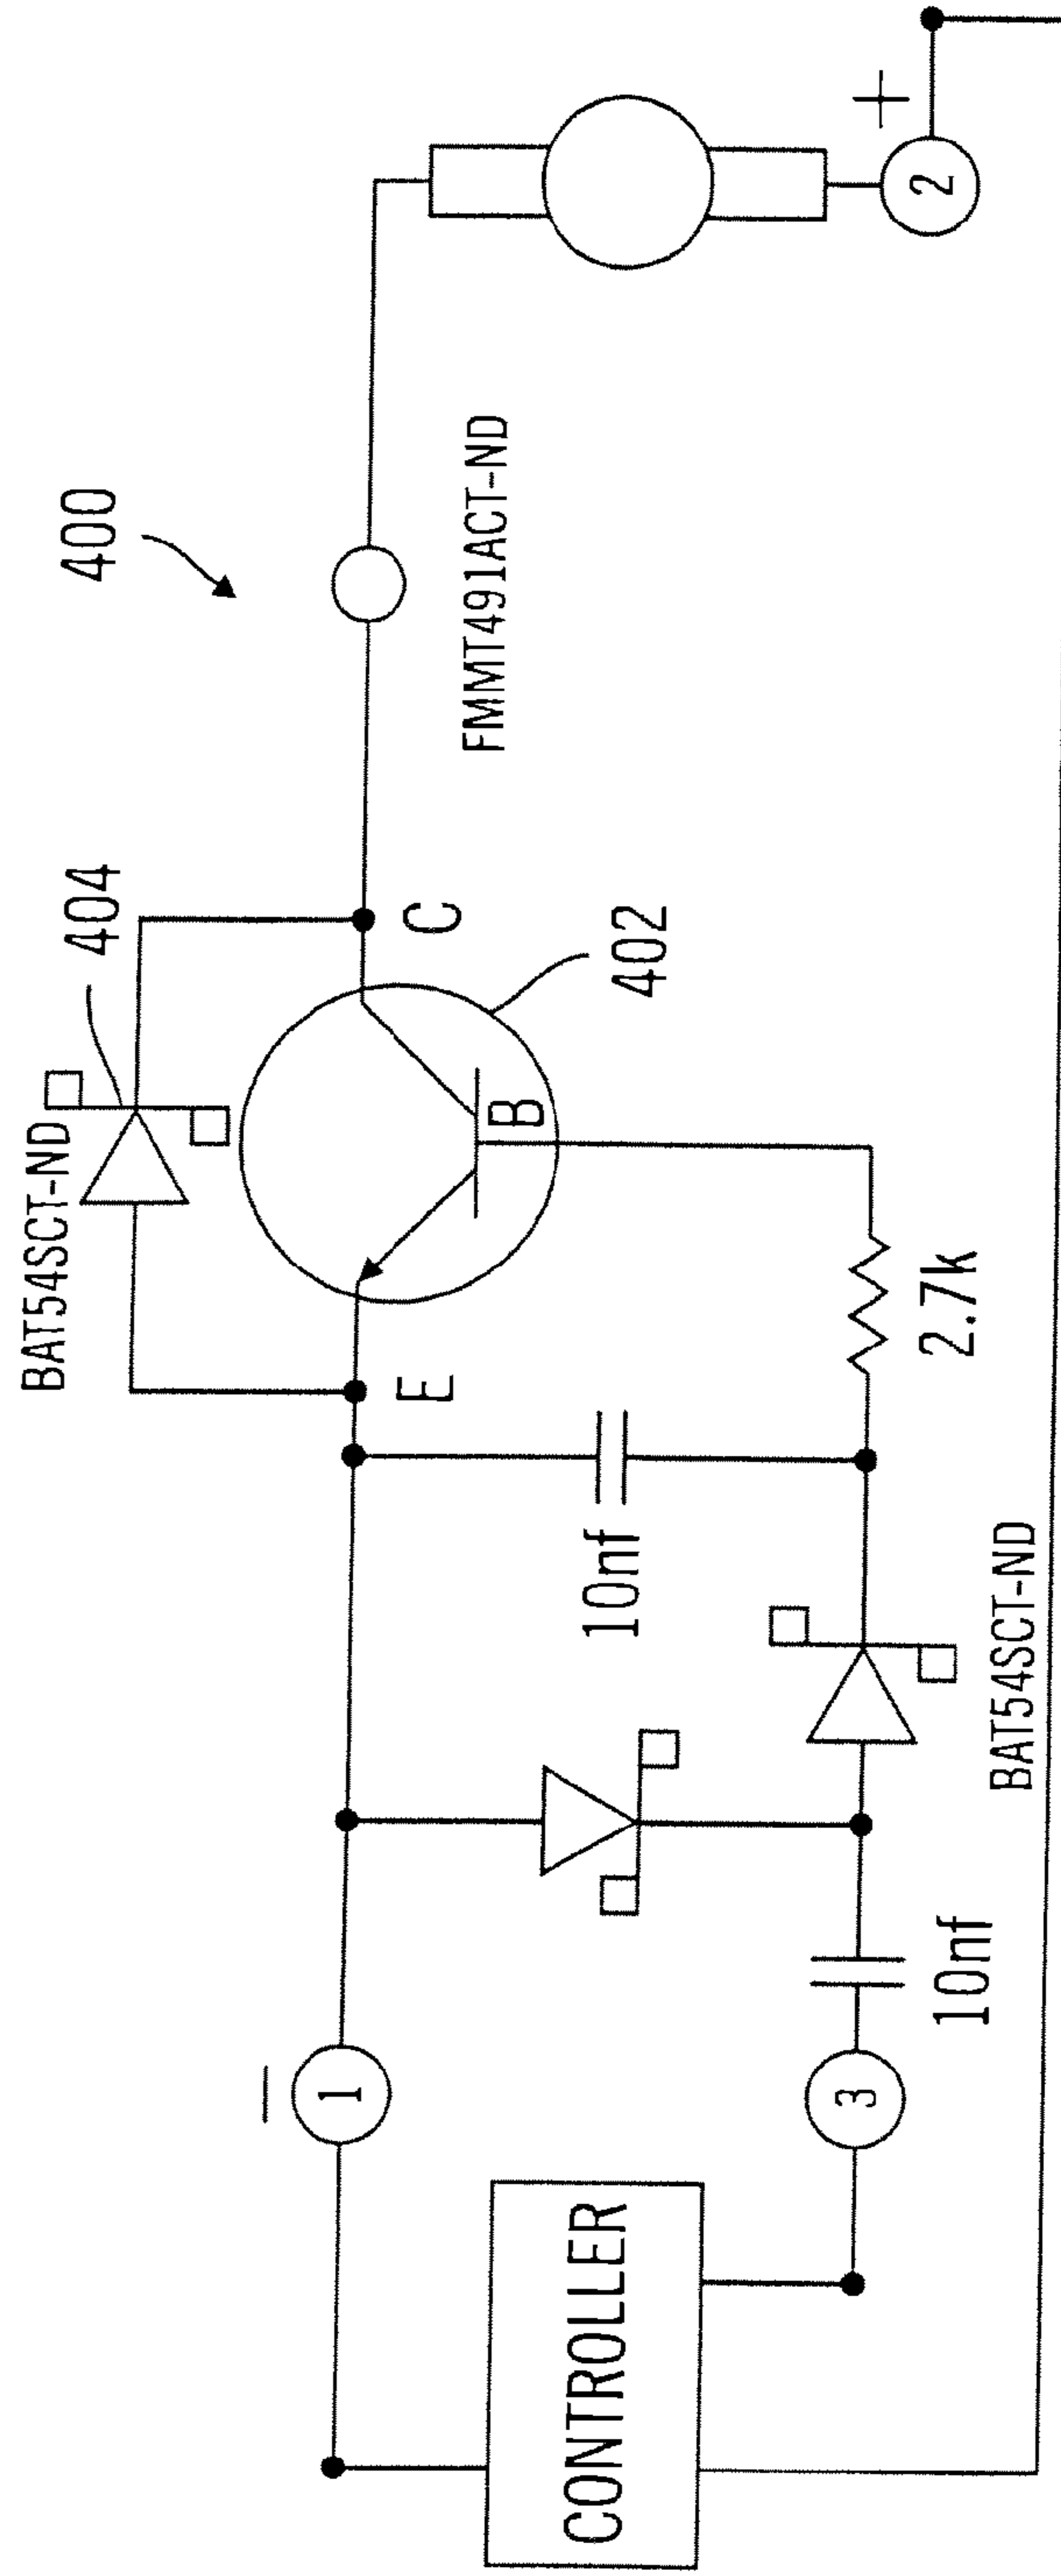 400
BAT54SCT-ND
404
FMMT491ACT-ND
C
B
E
402
−
1
10nf
2.7k
+
2
CONTROLLER
3
10nf
BAT54SCT-ND